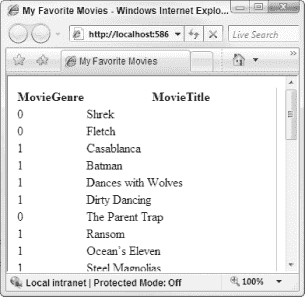 My Favorite Movies - Windows Internet Explo...
http://localhost:586
Live Search
My Favorite Movies
MovieGenre MovieTitle
0 Shrek
0 Fletch
1 Casablanca
1 Batman
1 Dances with Wolves
1 Dirty Dancing
0 The Parent Trap
1 Ransom
1 Ocean's Eleven
1 Steel Magnolias
Local intranet | Protected Mode: Off
100%